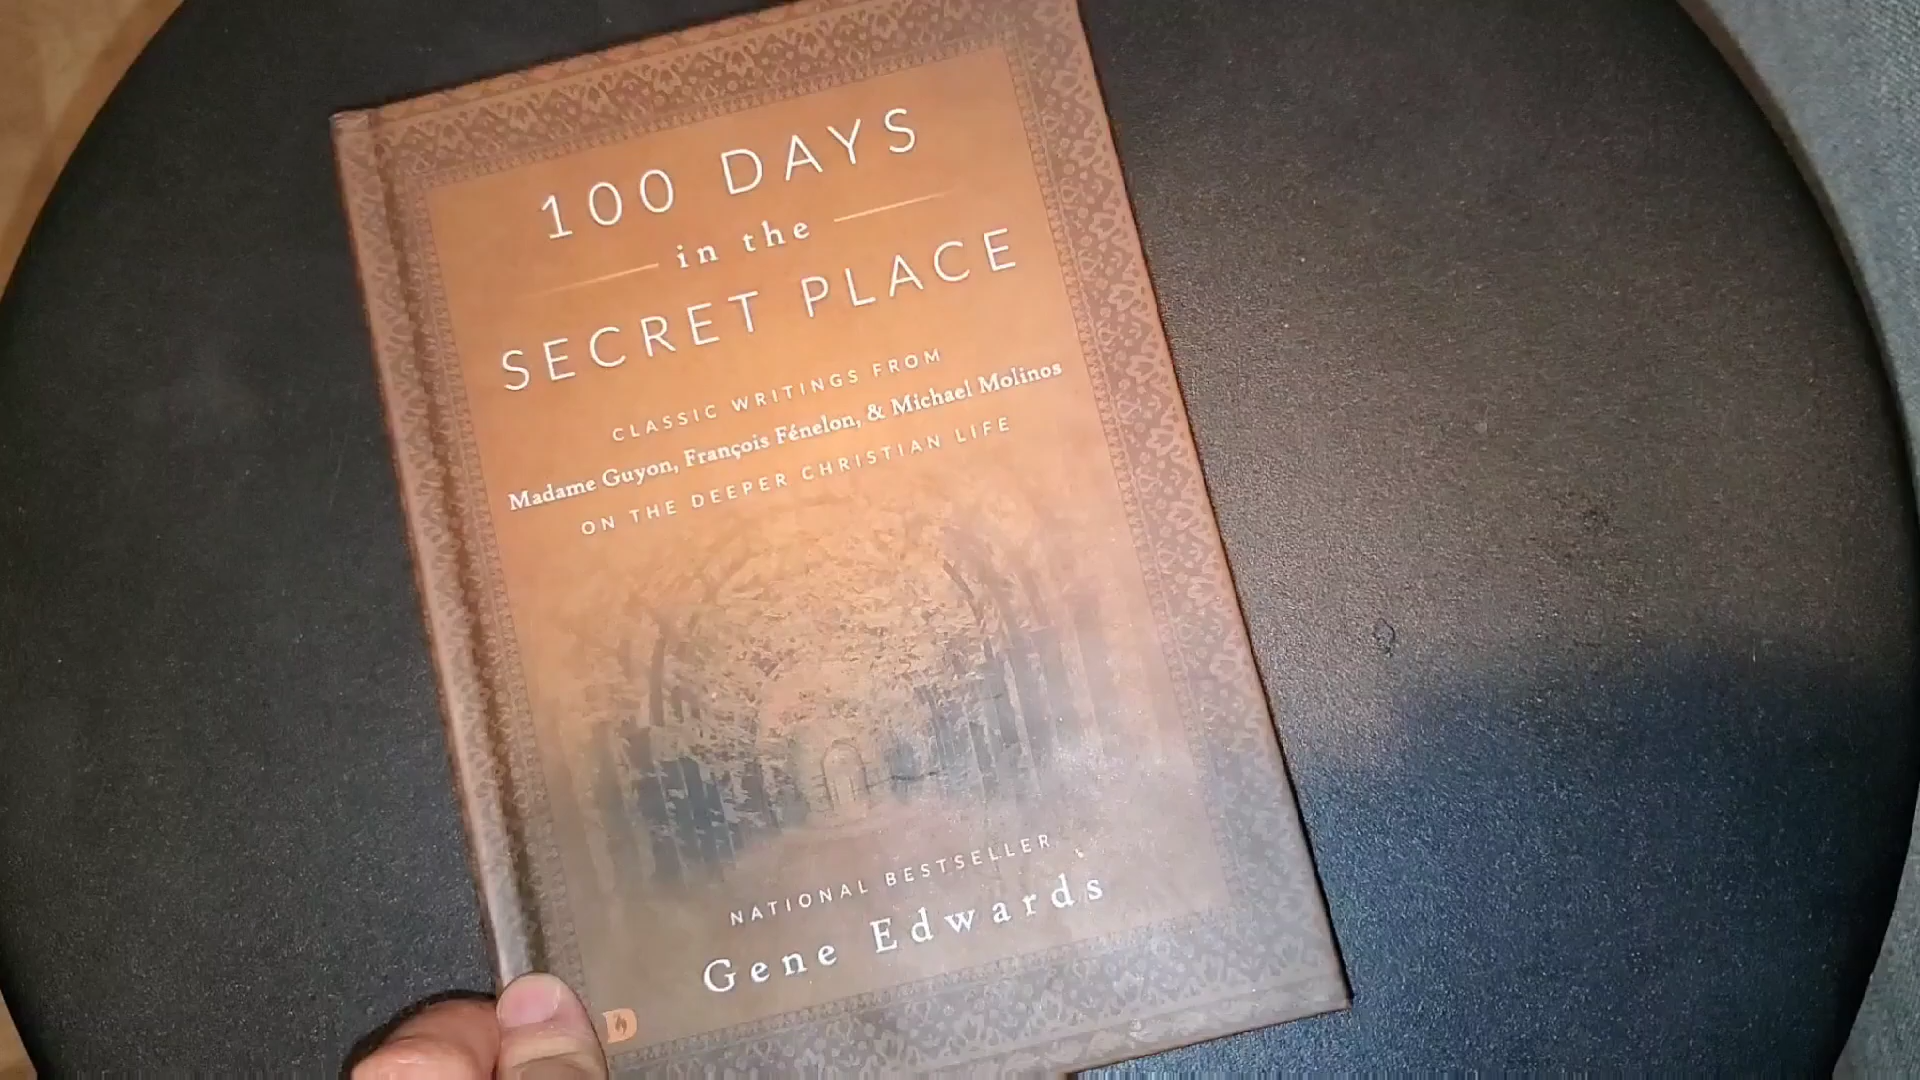 100 DAYS
in the
SECRET PLACE
CLASSIC WRITINGS FROM
Madame Guyon, François Fénelon, & Michael Molinos
ON THE DEEPER CHRISTIAN LIFE
NATIONAL BESTSELLER
Gene Edwards